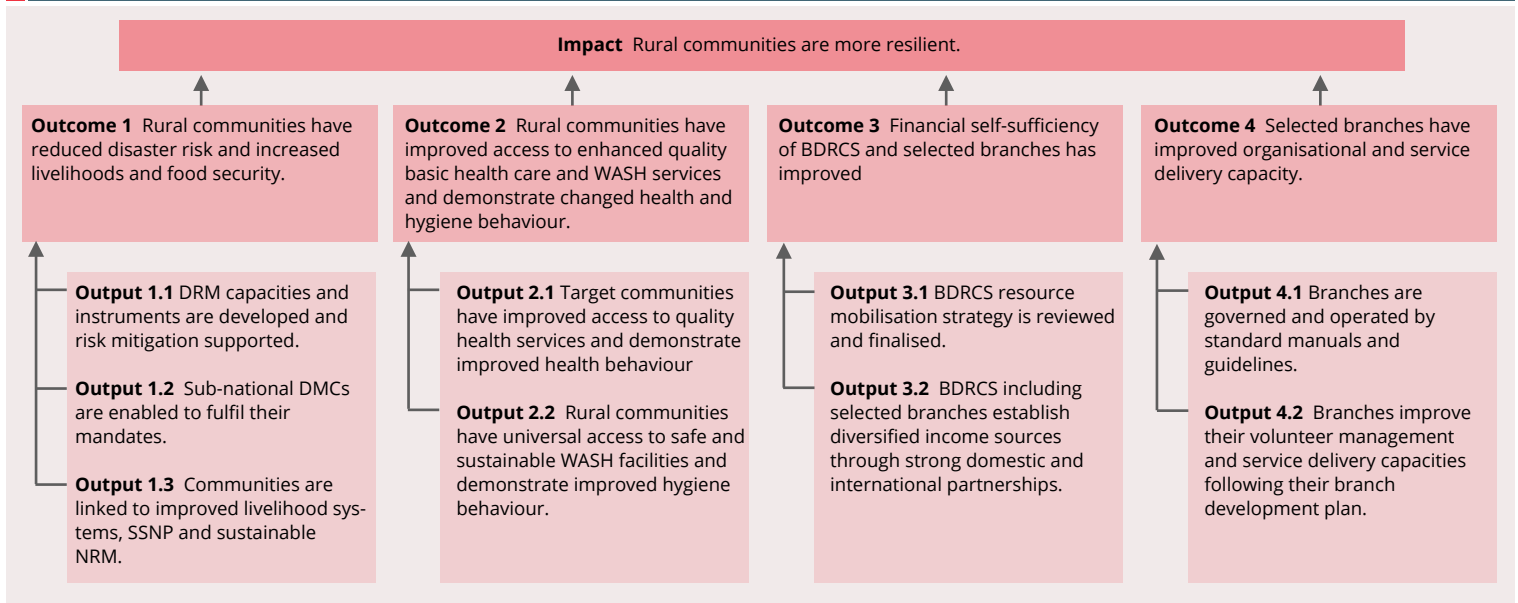 Impact Rural communities are more resilient.
Outcome 1 Rural communities have
reduced disaster risk and increased
livelihoods and food security.
Output 1.1 DRM capacities and
instruments are developed and
risk mitigation supported.
Output 1.2 Sub-national DMCs
are enabled to fulfil their
mandates.
Output 1.3 Communities are
linked to improved livelihood sys-
tems, SSNP and sustainable
NRM.
Outcome 2 Rural communities have
improved access to enhanced quality
basic health care and WASH services
and demonstrate changed health and
hygiene behaviour.
Output 2.1 Target communities
have improved access to quality
health services and demonstrate
improved health behaviour
Output 2.2 Rural communities
have universal access to safe and
sustainable WASH facilities and
demonstrate improved hygiene
behaviour.
Outcome 3 Financial self-sufficiency
of BDRCS and selected branches has
improved
Output 3.1 BDRCS resource
mobilisation strategy is reviewed
and finalised.
Output 3.2 BDRCS including
selected branches establish
diversified income sources
through strong domestic and
international partnerships.
Outcome 4 Selected branches have
improved organisational and service
delivery capacity.
Output 4.1 Branches are
governed and operated by
standard manuals and
guidelines.
Output 4.2 Branches improve
their volunteer management
and service delivery capacities
following their branch
development plan.